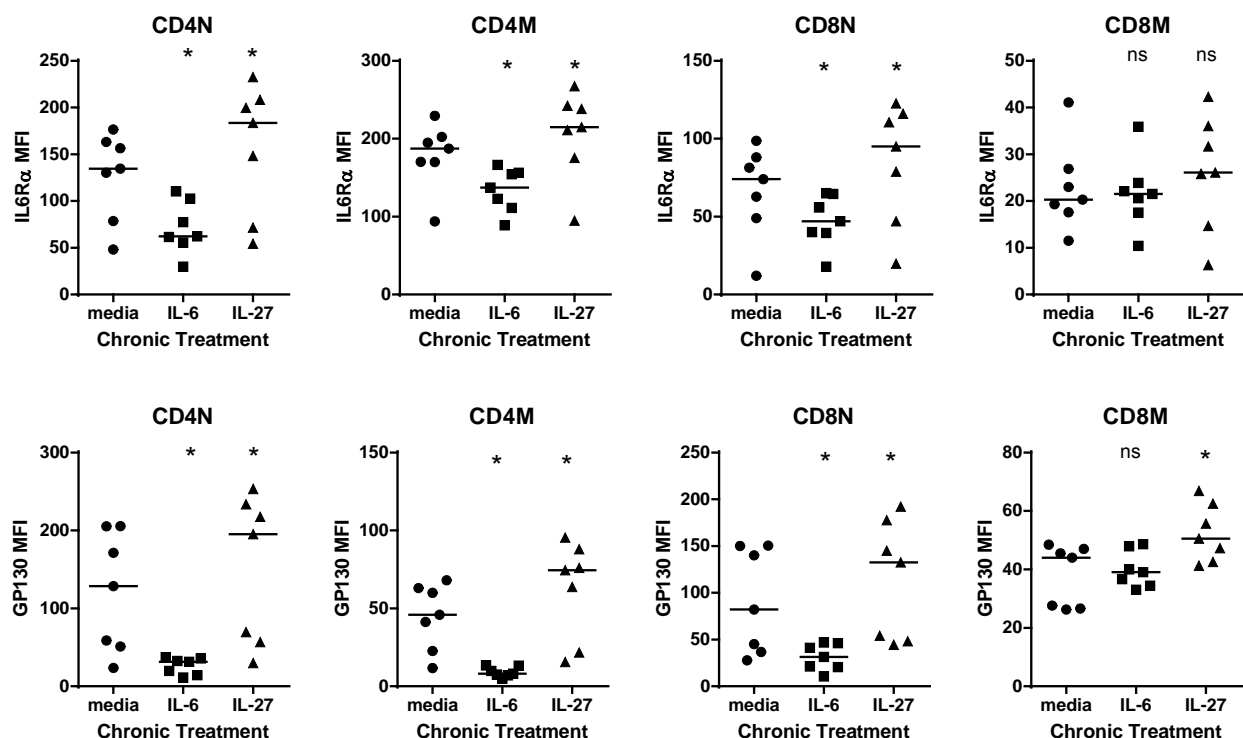 CD4N
* *
IL6Rα MFI
250
200
150
100
50
0
media IL-6 IL-27
Chronic Treatment
CD4M
* *
IL6Rα MFI
300
200
100
0
media IL-6 IL-27
Chronic Treatment
CD8N
* *
IL6Rα MFI
150
100
50
0
media IL-6 IL-27
Chronic Treatment
CD8M
ns ns
IL6Rα MFI
50
40
30
20
10
0
media IL-6 IL-27
Chronic Treatment
CD4N
* *
GP130 MFI
300
200
100
0
media IL-6 IL-27
Chronic Treatment
CD4M
* *
GP130 MFI
150
100
50
0
media IL-6 IL-27
Chronic Treatment
CD8N
* *
GP130 MFI
250
200
150
100
50
0
media IL-6 IL-27
Chronic Treatment
CD8M
ns *
GP130 MFI
80
60
40
20
0
media IL-6 IL-27
Chronic Treatment